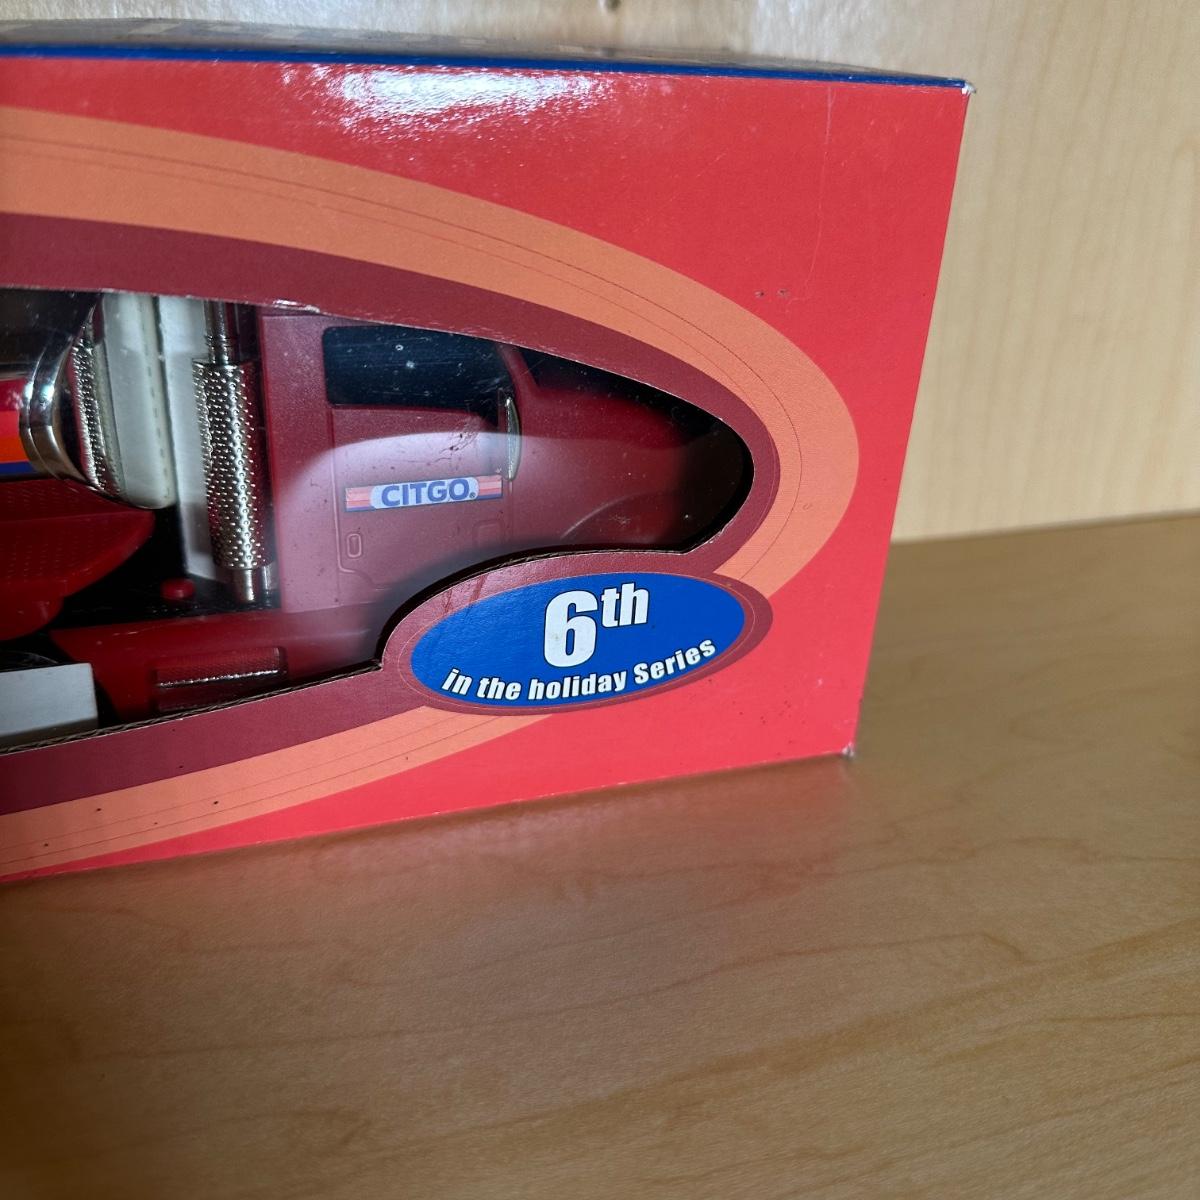 CITGO®
6th
in the holiday Series